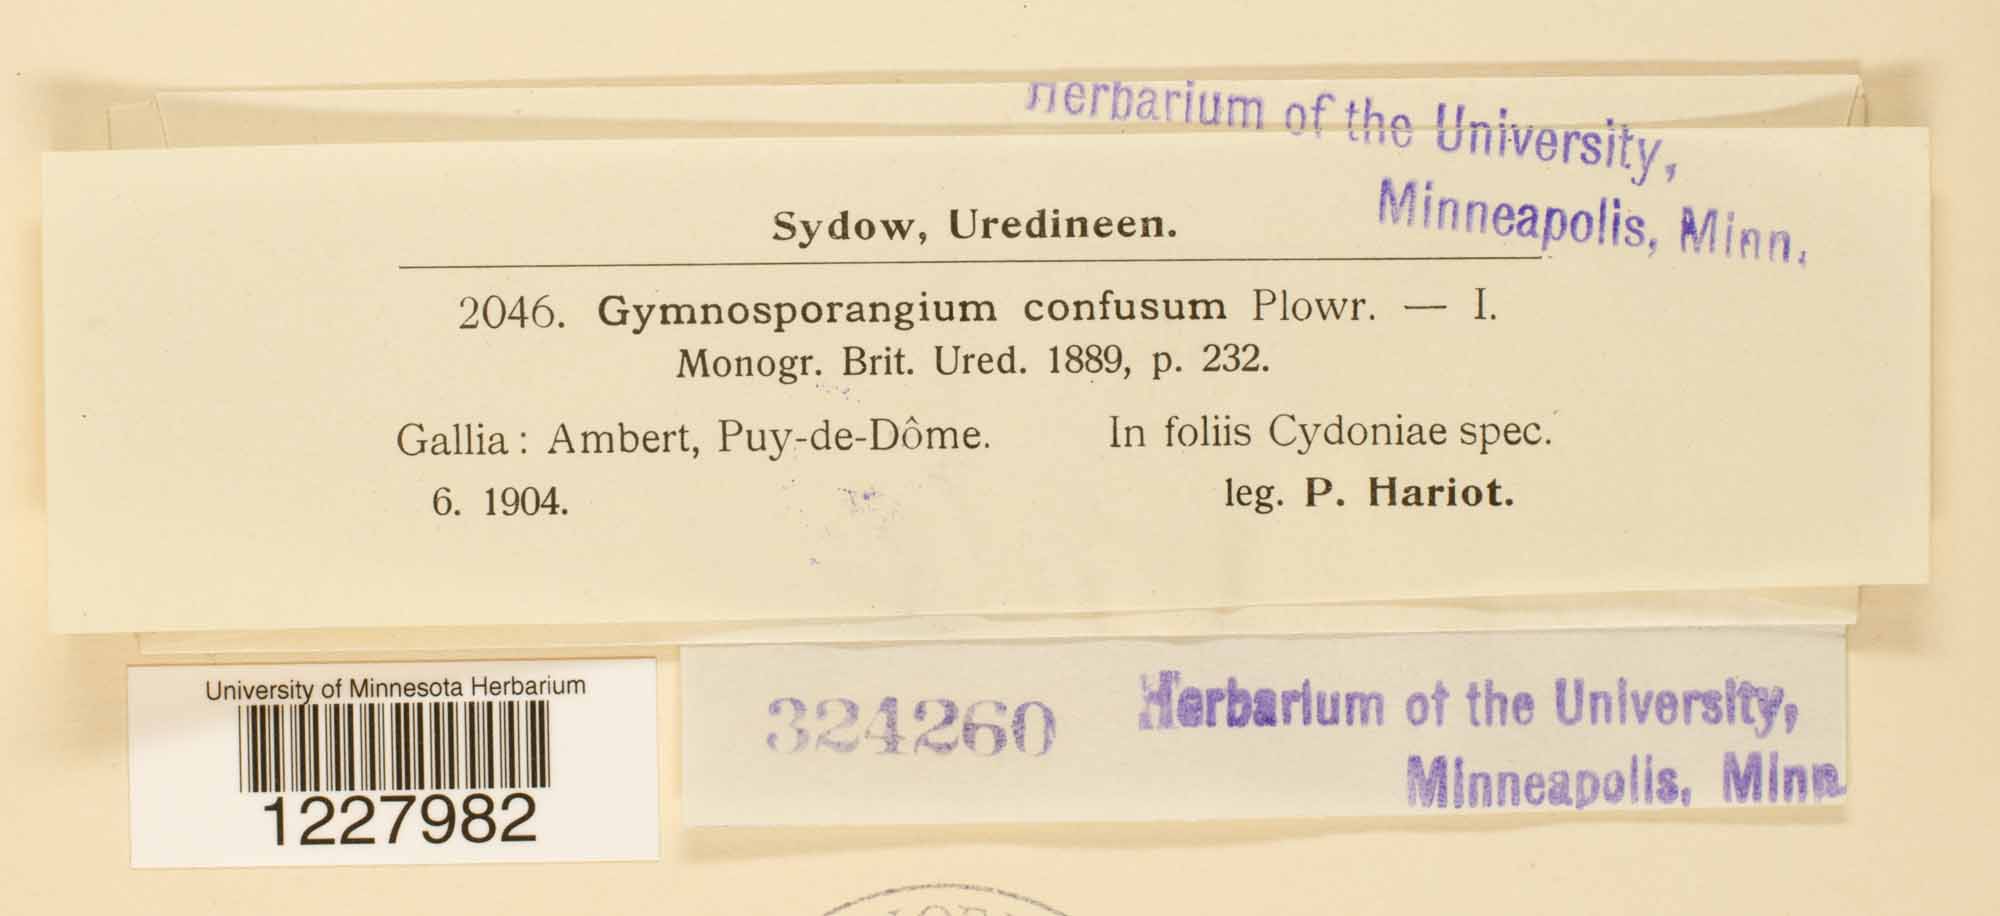 Herbarium of the University,
Minneapolis, Minn.
Sydow, Uredineen.
2046. Gymnosporangium confusum Plowr. — I.
Monogr. Brit. Ured. 1889, p. 232.
Gallia: Ambert, Puy-de-Dôme. In foliis Cydoniae spec.
6. 1904. leg. P. Hariot.
University of Minnesota Herbarium
1227982
324260 Herbarium of the University,
Minneapolis, Minn.